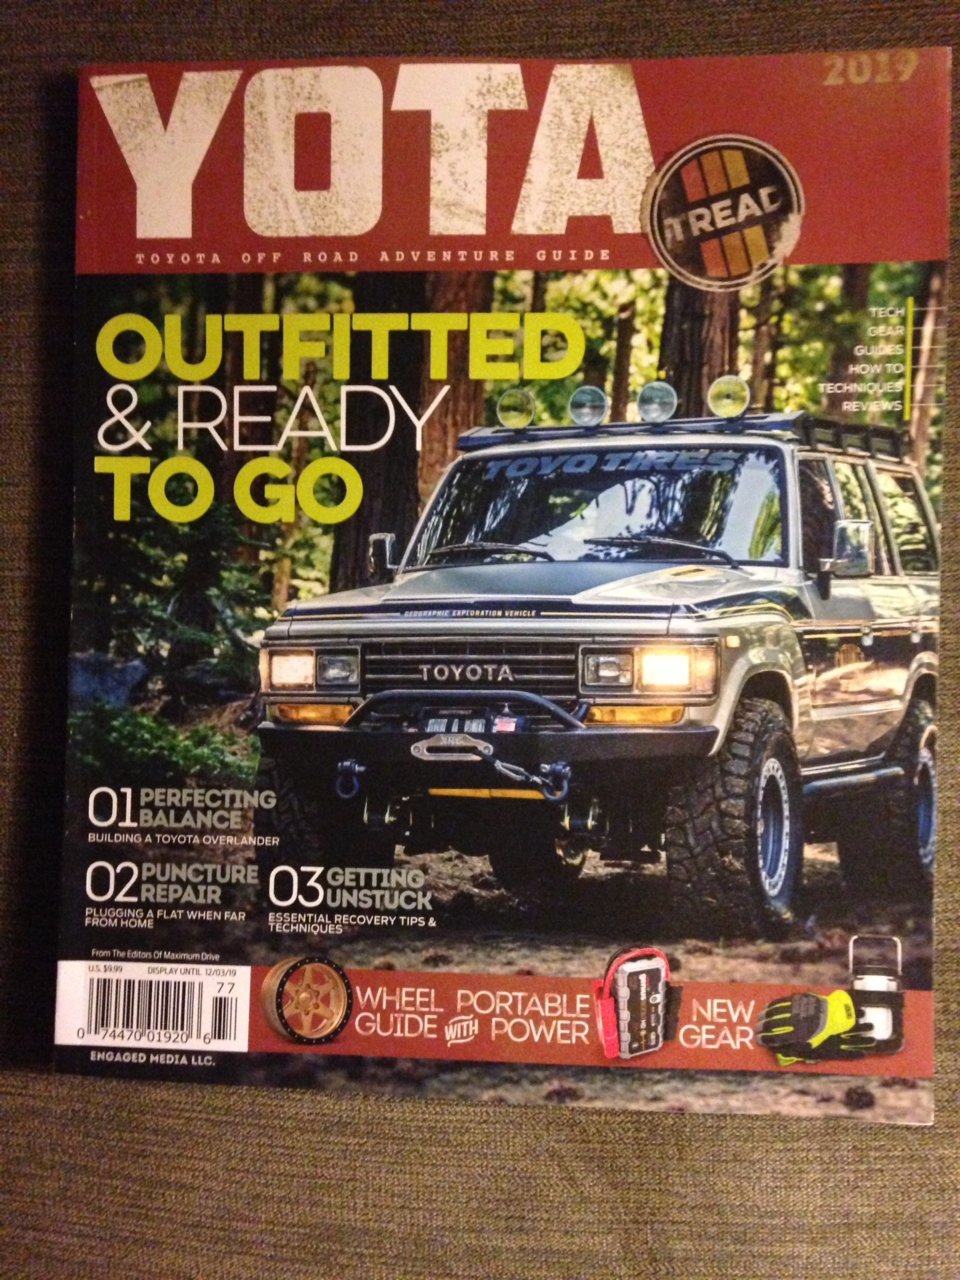 2019
YOTA
TREAD
TOYOTA OFF ROAD ADVENTURE GUIDE
OUTFITTED
& READY
TO GO
TECH
GEAR
GUIDES
HOW TO
TECHNIQUES
REVIEWS
TOYO TIRES
GEOGRAPHIC EXPLORATION VEHICLE
TOYOTA
01 PERFECTING
BALANCE
BUILDING A TOYOTA OVERLANDER
02 PUNCTURE
REPAIR
PLUGGING A FLAT WHEN FAR
FROM HOME
03 GETTING
UNSTUCK
ESSENTIAL RECOVERY TIPS &
TECHNIQUES
From The Editors Of Maximum Drive
U.S. $9.99 DISPLAY UNTIL 12/03/19
77
0 74470 01920 6
ENGAGED MEDIA LLC.
WHEEL
GUIDE
WITH
PORTABLE
POWER
NEW
GEAR